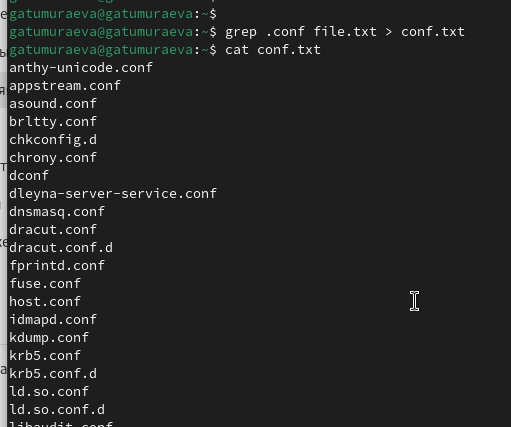 gatumuraeva@gatumuraeva:~$
gatumuraeva@gatumuraeva:~$ grep .conf file.txt > conf.txt
gatumuraeva@gatumuraeva:~$ cat conf.txt
anthy-unicode.conf
appstream.conf
asound.conf
brltty.conf
chkconfig.d
chrony.conf
dconf
dleyna-server-service.conf
dnsmasq.conf
dracut.conf
dracut.conf.d
fprintd.conf
fuse.conf
host.conf
idmapd.conf
kdump.conf
krb5.conf
krb5.conf.d
ld.so.conf
ld.so.conf.d
libaudit.conf